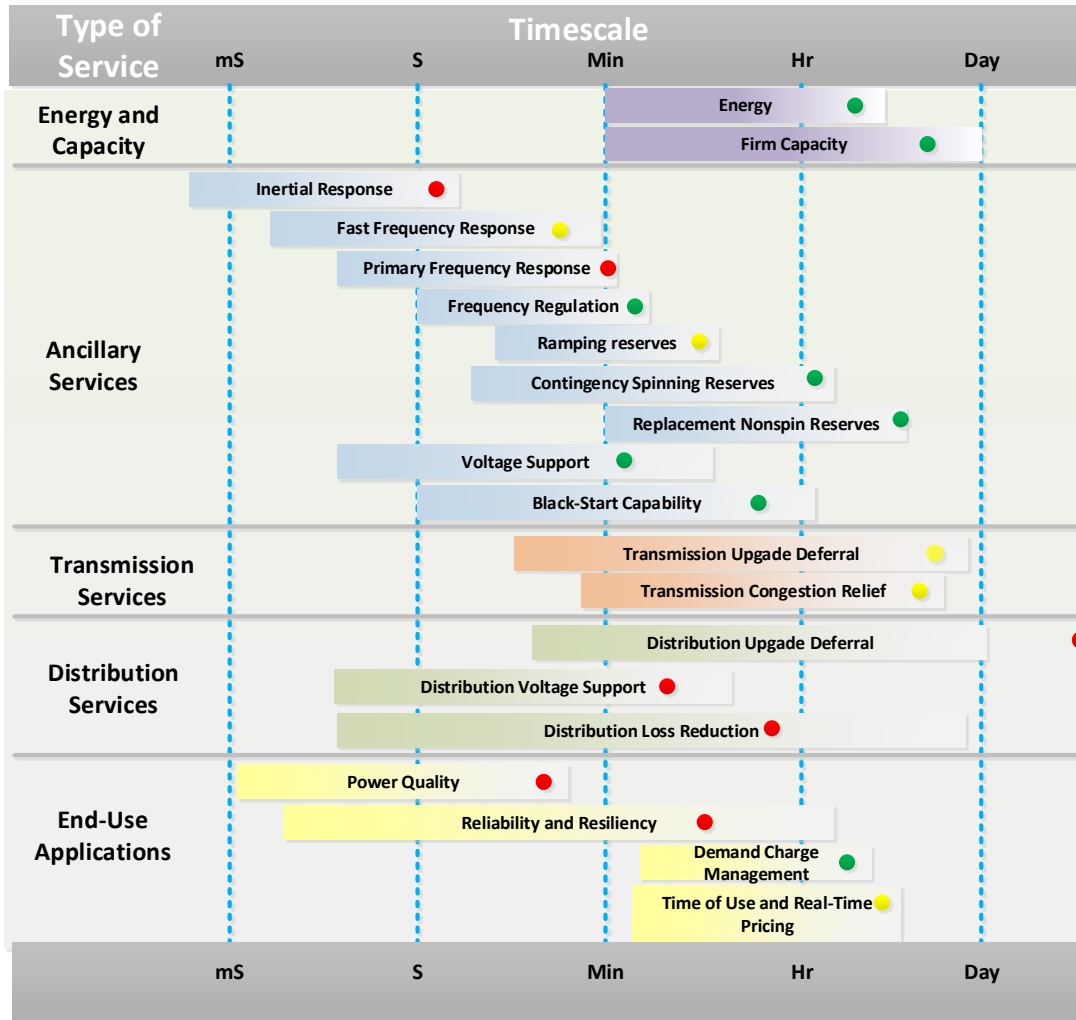 Type of
Service
Timescale
mS
S
Min
Hr
Day
Energy and
Capacity
Energy
Firm Capacity
Ancillary
Services
Inertial Response
Fast Frequency Response
Primary Frequency Response
Frequency Regulation
Ramping reserves
Contingency Spinning Reserves
Replacement Nonspin Reserves
Voltage Support
Black-Start Capability
Transmission
Services
Transmission Upgade Deferral
Transmission Congestion Relief
Distribution
Services
Distribution Upgade Deferral
Distribution Voltage Support
Distribution Loss Reduction
End-Use
Applications
Power Quality
Reliability and Resiliency
Demand Charge
Management
Time of Use and Real-Time
Pricing
mS
S
Min
Hr
Day